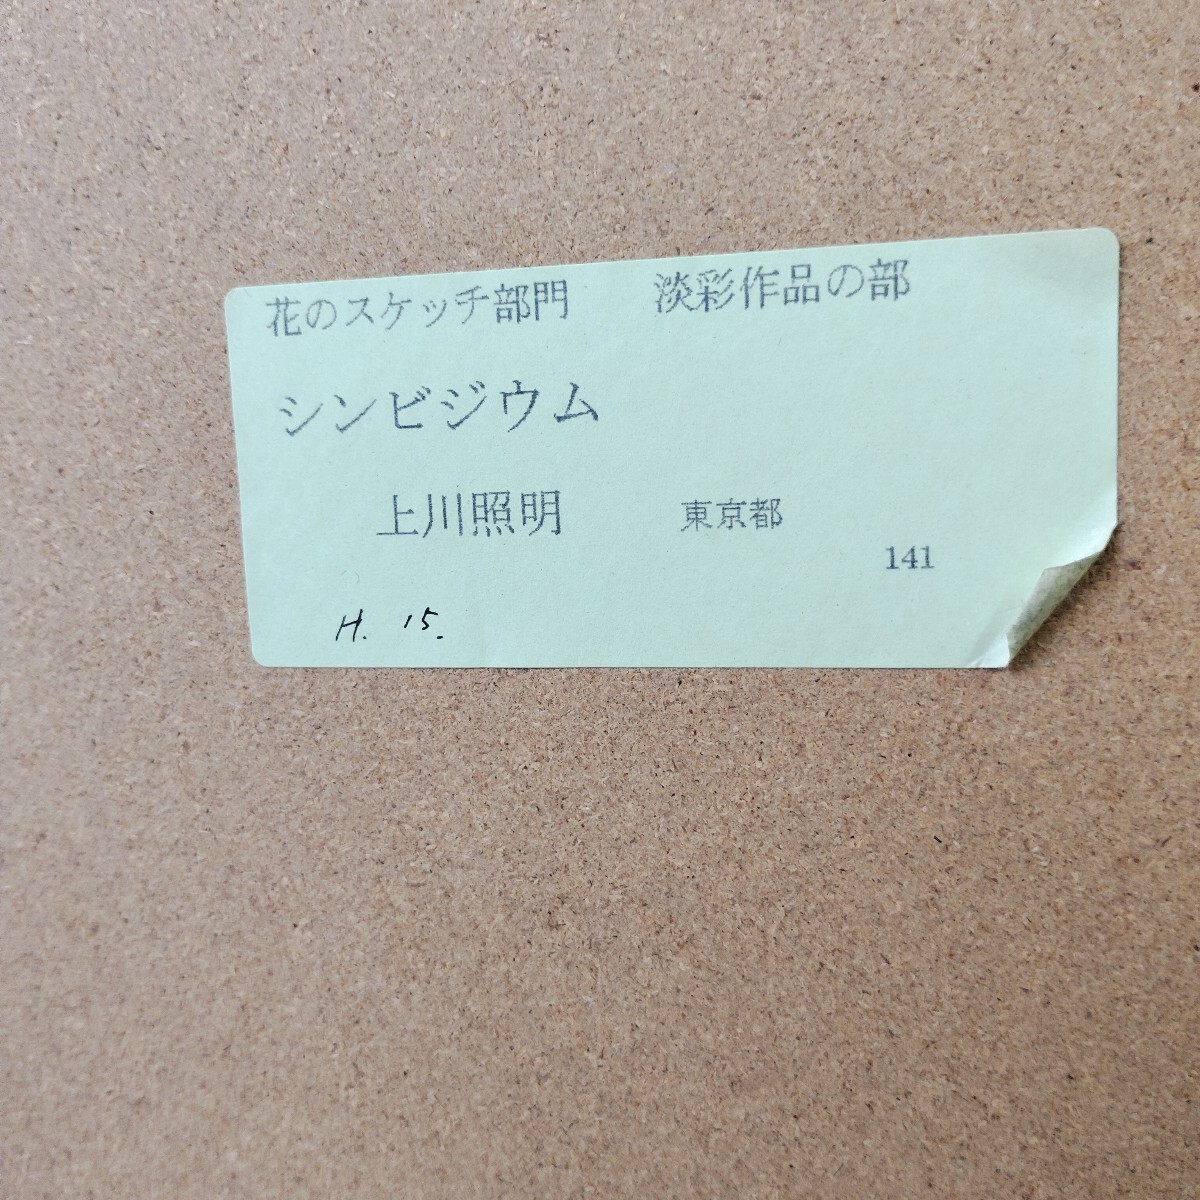 花のスケッチ部門 淡彩作品の部
シンビジウム
上川照明 東京都
141
H. 15.